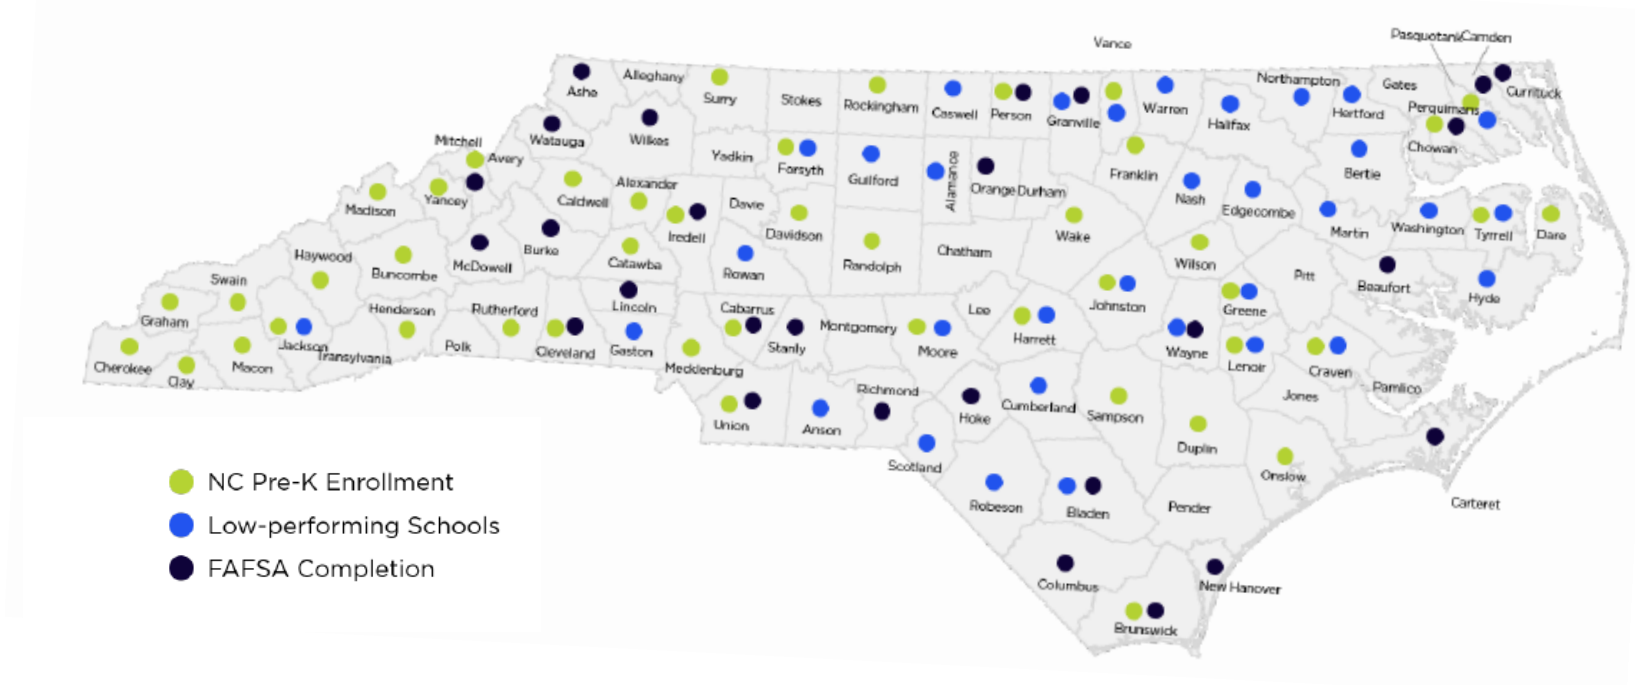 Vance
Pasquotank
Camden
Ashe
Alleghany
Surry
Stokes
Rockingham
Caswell
Person
Granville
Warren
Halifax
Northampton
Hertford
Gates
Perquimans
Currituck
Chowan
Mitchell
Avery
Watauga
Wilkes
Yadkin
Forsyth
Guilford
Alamance
Orange
Durham
Franklin
Nash
Edgecombe
Bertie
Madison
Yancey
Caldwell
Alexander
Iredell
Davie
Davidson
Wake
Martin
Washington
Tyrrell
Dare
Haywood
Buncombe
McDowell
Burke
Catawba
Rowan
Randolph
Chatham
Wilson
Pitt
Beaufort
Hyde
Swain
Graham
Henderson
Rutherford
Lincoln
Cabarrus
Montgomery
Lee
Harrett
Johnston
Greene
Cherokee
Clay
Macon
Jackson
Transylvania
Polk
Cleveland
Gaston
Mecklenburg
Stanly
Moore
Wayne
Lenoir
Craven
Pamlico
Jones
Union
Anson
Richmond
Hoke
Cumberland
Sampson
Duplin
Onslow
Carteret
Scotland
Robeson
Bladen
Pender
Columbus
New Hanover
Brunswick
NC Pre-K Enrollment
Low-performing Schools
FAFSA Completion